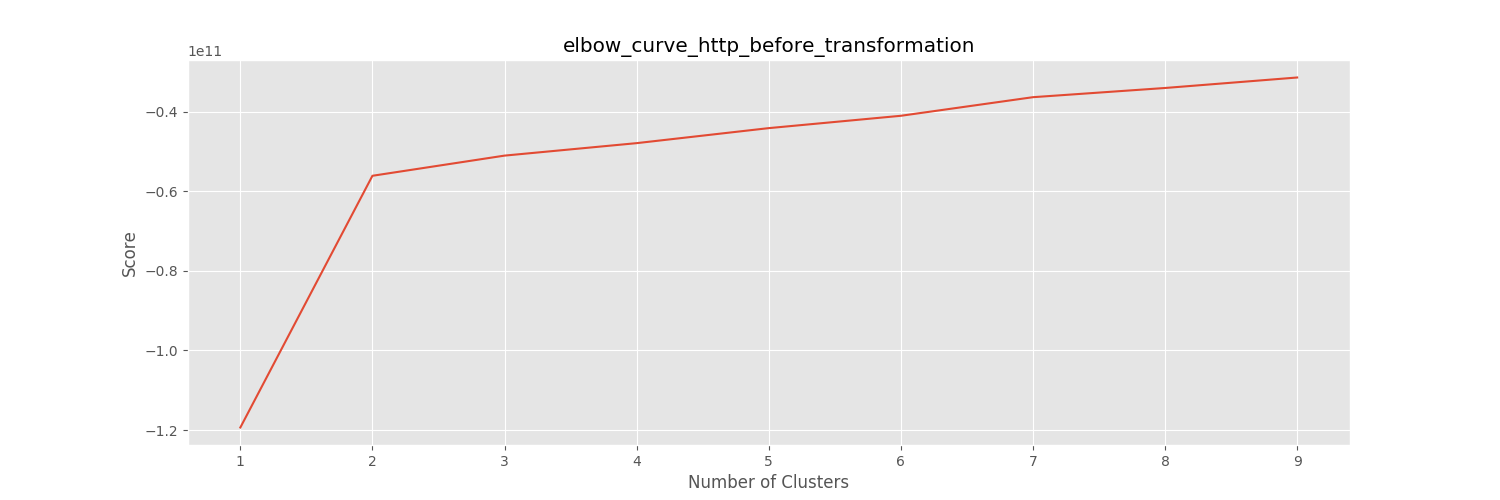 elbow_curve_http_before_transformation
1e11
−0.4
−0.6
−0.8
−1.0
−1.2
Score
1 2 3 4 5 6 7 8 9
Number of Clusters